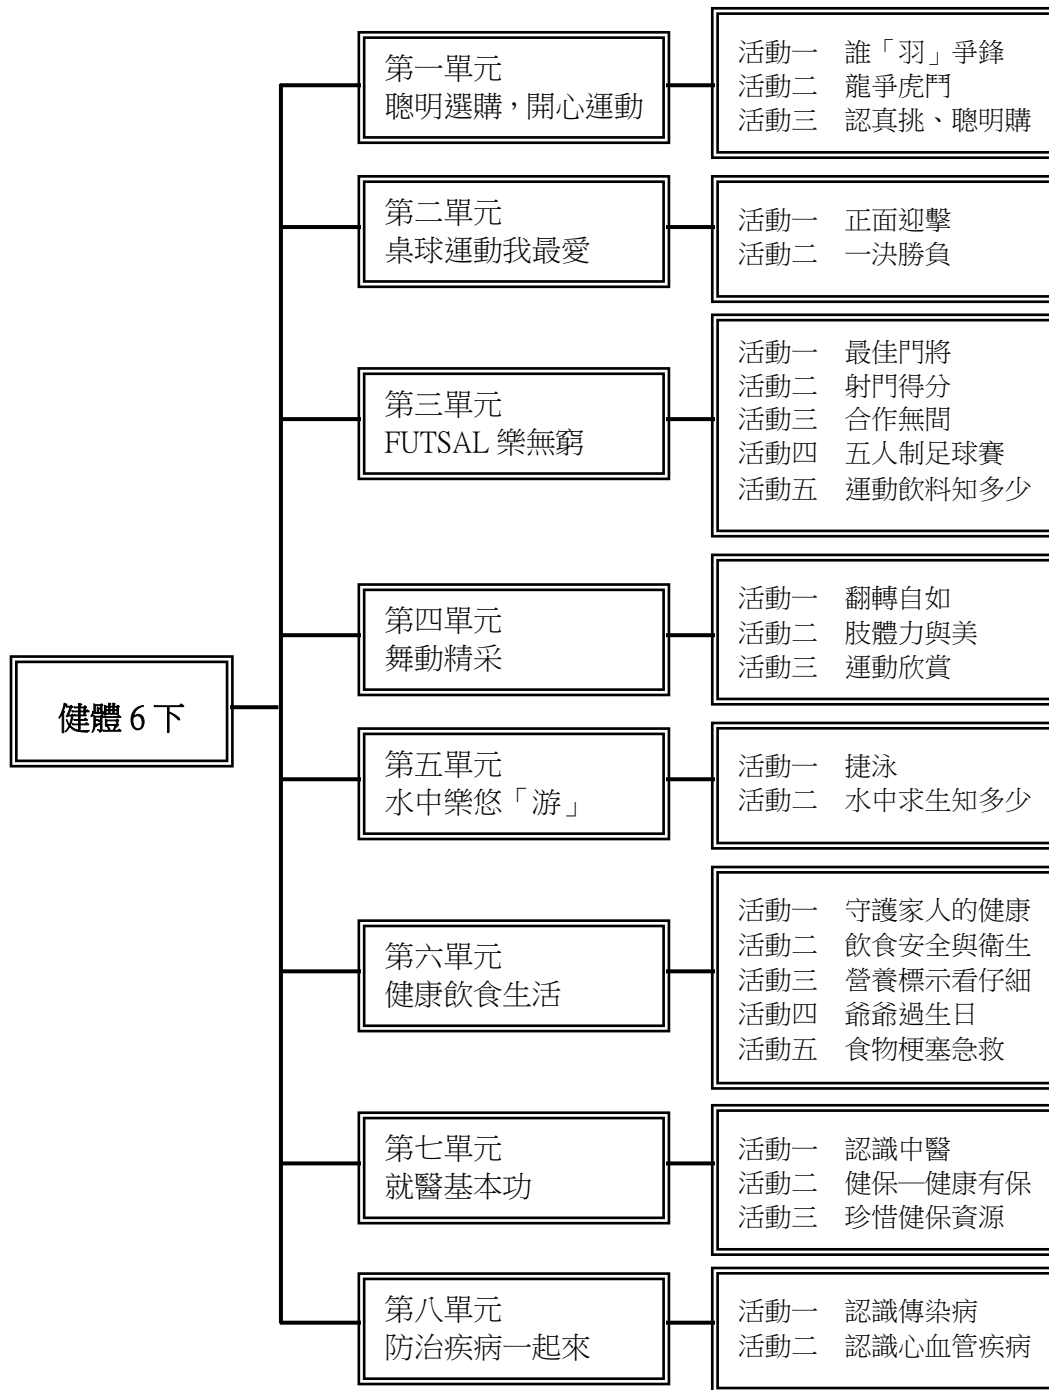 健體 6 下
第一單元
聰明選購，開心運動
活動一　誰「羽」爭鋒
活動二　龍爭虎鬥
活動三　認真挑、聰明購
第二單元
桌球運動我最愛
活動一　正面迎擊
活動二　一決勝負
第三單元
FUTSAL 樂無窮
活動一　最佳門將
活動二　射門得分
活動三　合作無間
活動四　五人制足球賽
活動五　運動飲料知多少
第四單元
舞動精采
活動一　翻轉自如
活動二　肢體力與美
活動三　運動欣賞
第五單元
水中樂悠「游」
活動一　捷泳
活動二　水中求生知多少
第六單元
健康飲食生活
活動一　守護家人的健康
活動二　飲食安全與衛生
活動三　營養標示看仔細
活動四　爺爺過生日
活動五　食物梗塞急救
第七單元
就醫基本功
活動一　認識中醫
活動二　健保─健康有保
活動三　珍惜健保資源
第八單元
防治疾病一起來
活動一　認識傳染病
活動二　認識心血管疾病